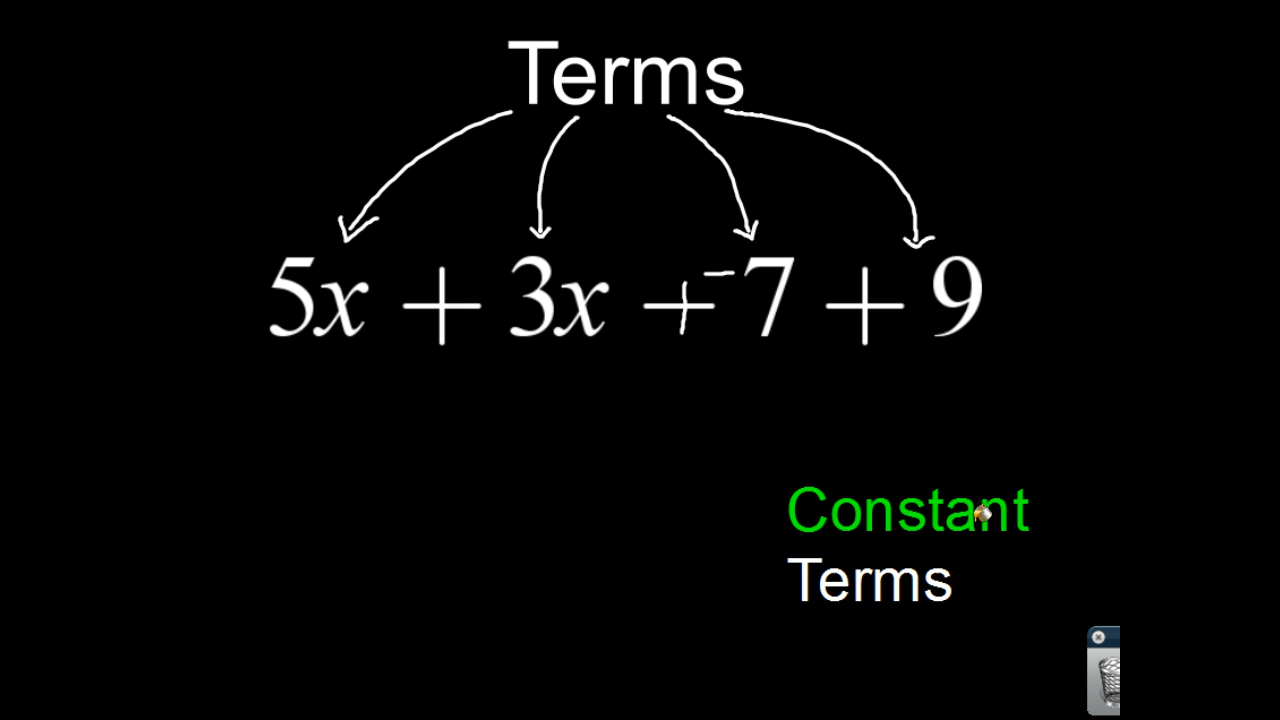 Terms
5x + 3x + ⁻7 + 9
Constant
Terms